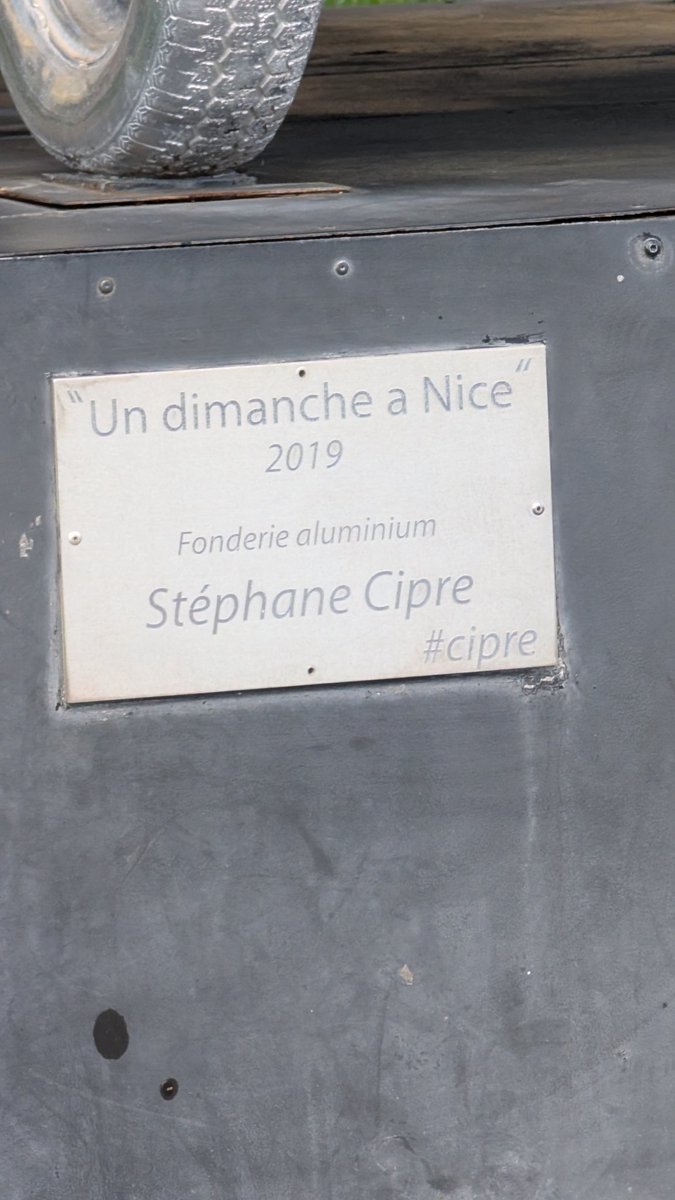 “Un dimanche a Nice“
2019
Fonderie aluminium
Stéphane Cipre
#cipre